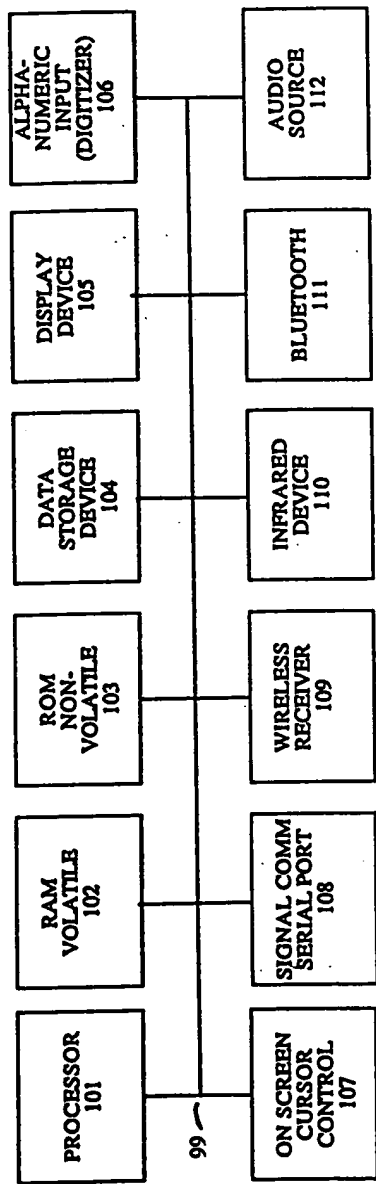 PROCESSOR
101
RAM
VOLATILE
102
ROM
NON-
VOLATILE
103
DATA
STORAGE
DEVICE
104
DISPLAY
DEVICE
105
ALPHA-
NUMERIC
INPUT
(DIGITIZER)
106
99
ON SCREEN
CURSOR
CONTROL
107
SIGNAL COMM
SERIAL PORT
108
WIRELESS
RECEIVER
109
INFRARED
DEVICE
110
BLUETOOTH
111
AUDIO
SOURCE
112